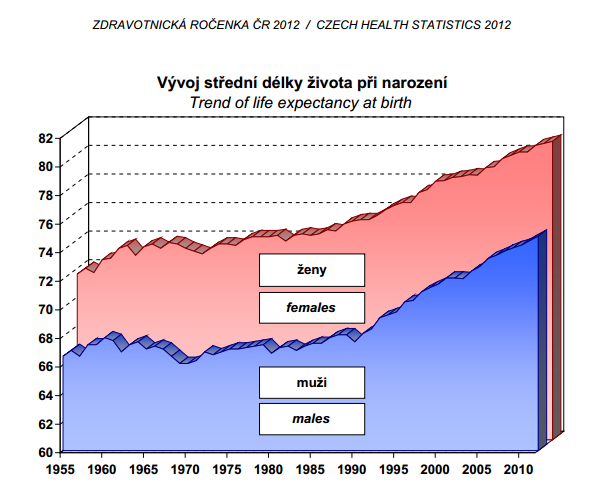 ZDRAVOTNICKÁ ROČENKA ČR 2012 / CZECH HEALTH STATISTICS 2012
Vývoj střední délky života při narození
Trend of life expectancy at birth
82
80
78
76
74
72
70
68
66
64
62
60
ženy
females
muži
males
1955 1960 1965 1970 1975 1980 1985 1990 1995 2000 2005 2010